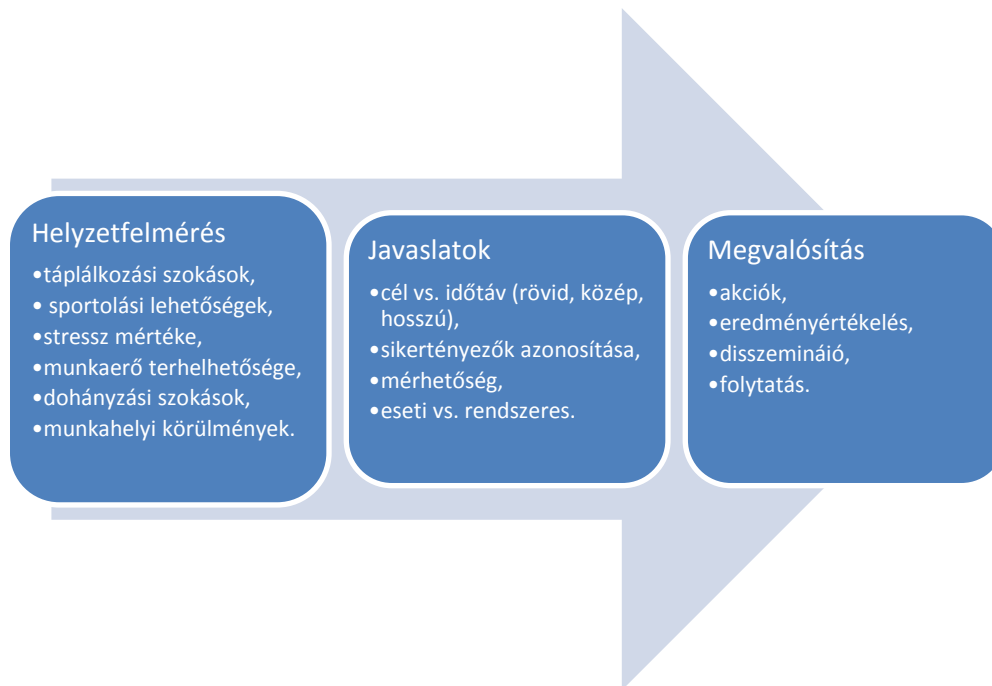 Helyzetfelmérés
•táplálkozási szokások,
• sportolási lehetőségek,
•stressz mértéke,
•munkaerő terhelhetősége,
•dohányzási szokások,
•munkahelyi körülmények.
Javaslatok
•cél vs. időtáv (rövid, közép,
hosszú),
•sikertényezők azonosítása,
•mérhetőség,
•eseti vs. rendszeres.
Megvalósítás
•akciók,
•eredményértékelés,
•disszemináió,
•folytatás.